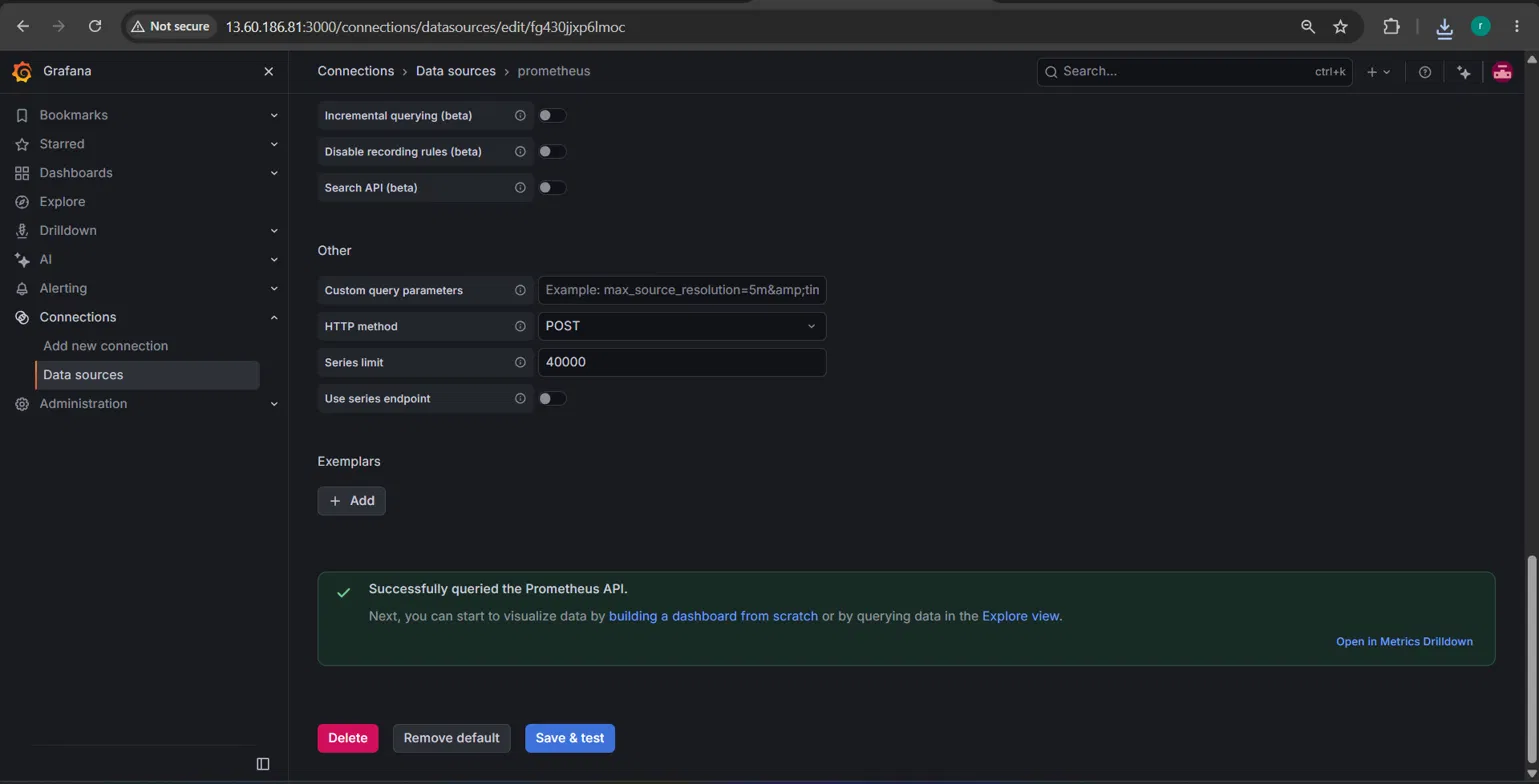 Not secure
13.60.186.81:3000/connections/datasources/edit/fg430jjxp6lmoc
r
Grafana
Connections › Data sources › prometheus
Search...
ctrl+k
Bookmarks
Starred
Dashboards
Explore
Drilldown
AI
Alerting
Connections
Add new connection
Data sources
Administration
Incremental querying (beta)
Disable recording rules (beta)
Search API (beta)
Other
Custom query parameters
Example: max_source_resolution=5m&amp;tin
HTTP method
POST
Series limit
40000
Use series endpoint
Exemplars
+ Add
Successfully queried the Prometheus API.
Next, you can start to visualize data by building a dashboard from scratch or by querying data in the Explore view.
Open in Metrics Drilldown
Delete
Remove default
Save & test